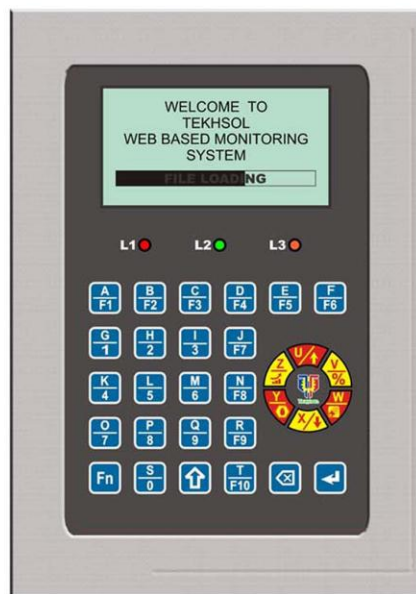 WELCOME TO
TEKHSOL
WEB BASED MONITORING
SYSTEM
FILE LOADING
L1 L2 L3
A B C D E F
F1 F2 F3 F4 F5 F6
G H I J
1 2 3 F7
K L M N
4 5 6 F8
O P Q R
7 8 9 F9
Fn S T
0 F10
U
Z V
%
Y W
X